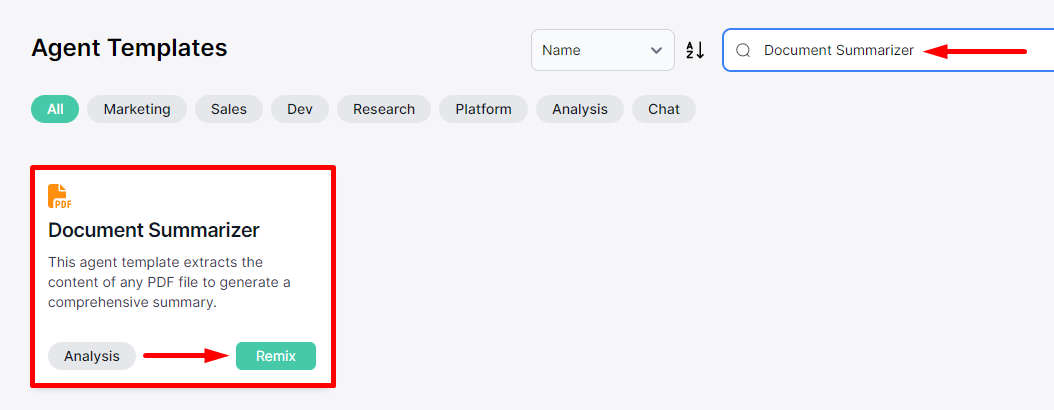 Agent Templates
Name
A
Z
Document Summarizer
All
Marketing
Sales
Dev
Research
Platform
Analysis
Chat
PDF
Document Summarizer
This agent template extracts the
content of any PDF file to generate a
comprehensive summary.
Analysis
Remix